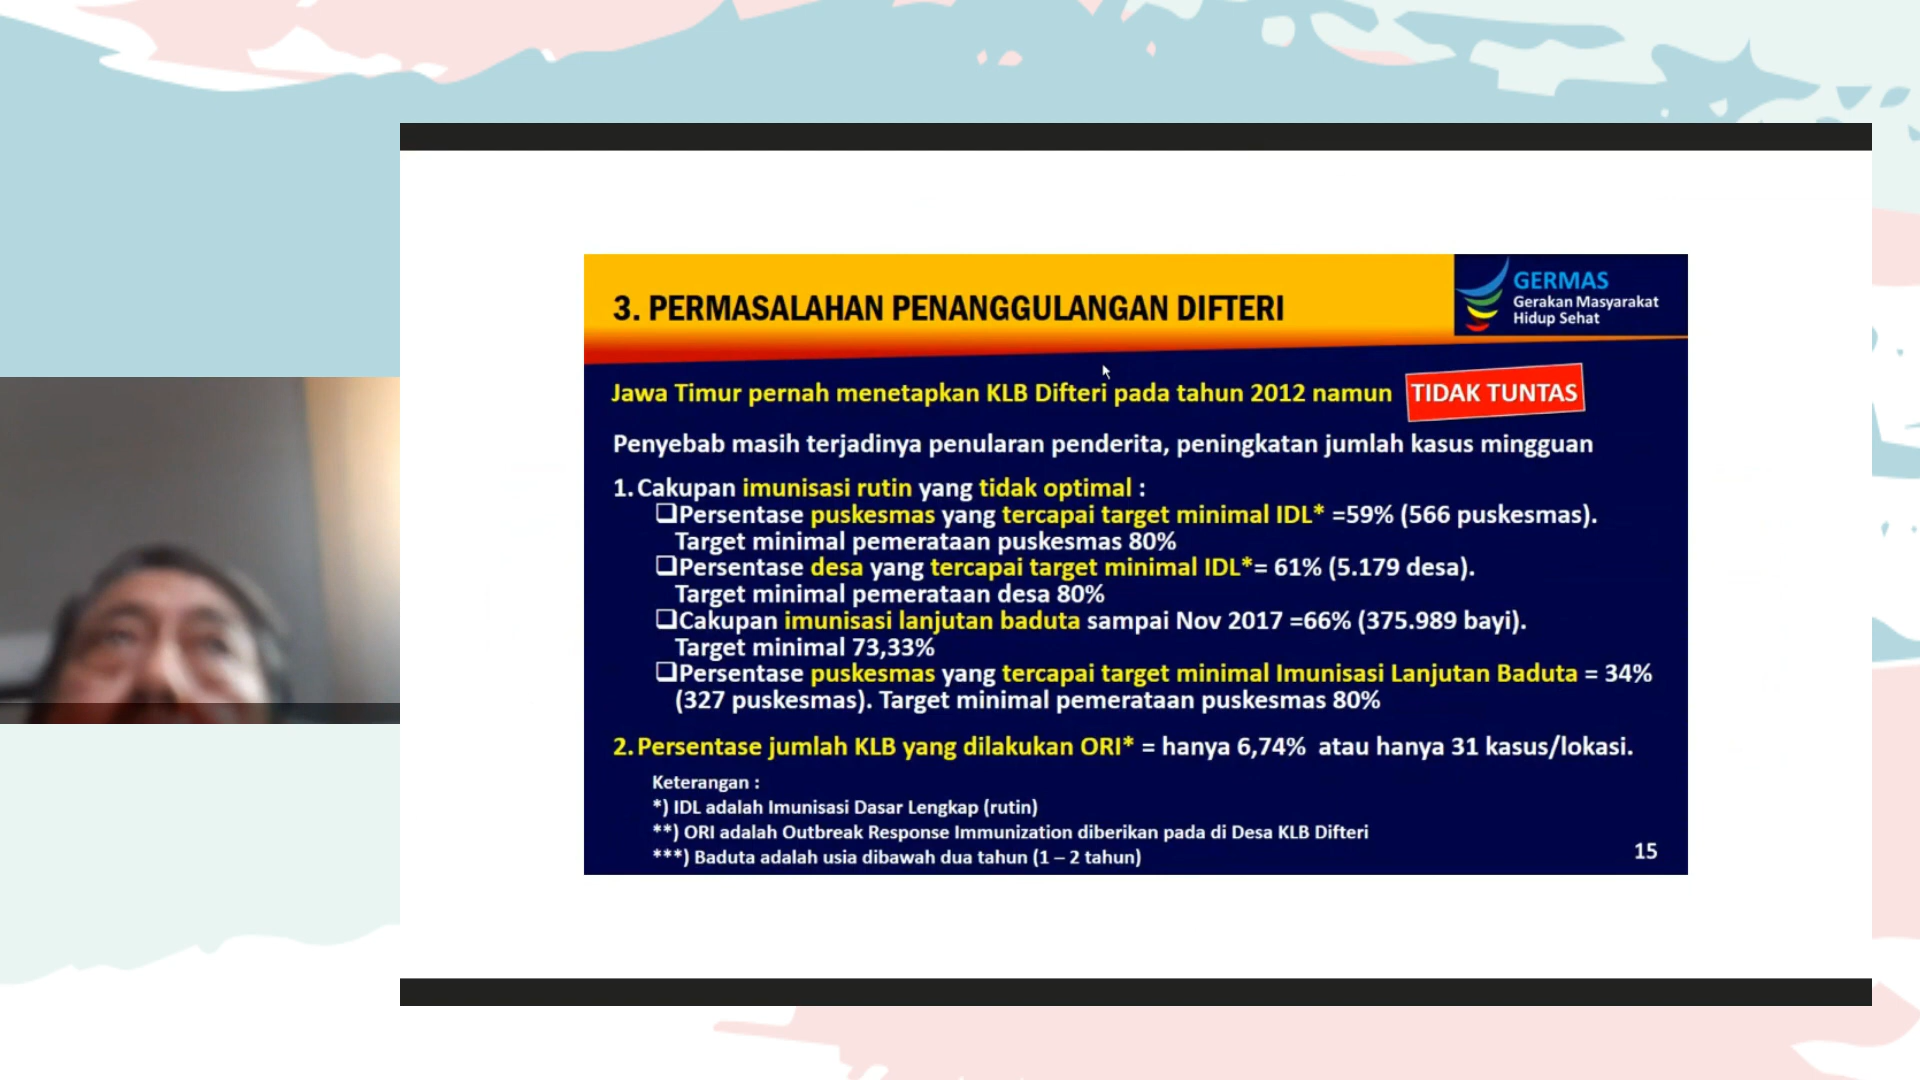 3. PERMASALAHAN PENANGGULANGAN DIFTERI
GERMAS
Gerakan Masyarakat
Hidup Sehat
Jawa Timur pernah menetapkan KLB Difteri pada tahun 2012 namun TIDAK TUNTAS
Penyebab masih terjadinya penularan penderita, peningkatan jumlah kasus mingguan
1. Cakupan imunisasi rutin yang tidak optimal :
❑Persentase puskesmas yang tercapai target minimal IDL* =59% (566 puskesmas).
Target minimal pemerataan puskesmas 80%
❑Persentase desa yang tercapai target minimal IDL*= 61% (5.179 desa).
Target minimal pemerataan desa 80%
❑Cakupan imunisasi lanjutan baduta sampai Nov 2017 =66% (375.989 bayi).
Target minimal 73,33%
❑Persentase puskesmas yang tercapai target minimal Imunisasi Lanjutan Baduta = 34%
(327 puskesmas). Target minimal pemerataan puskesmas 80%
2. Persentase jumlah KLB yang dilakukan ORI* = hanya 6,74% atau hanya 31 kasus/lokasi.
Keterangan :
*) IDL adalah Imunisasi Dasar Lengkap (rutin)
**) ORI adalah Outbreak Response Immunization diberikan pada di Desa KLB Difteri
***) Baduta adalah usia dibawah dua tahun (1 – 2 tahun)
15